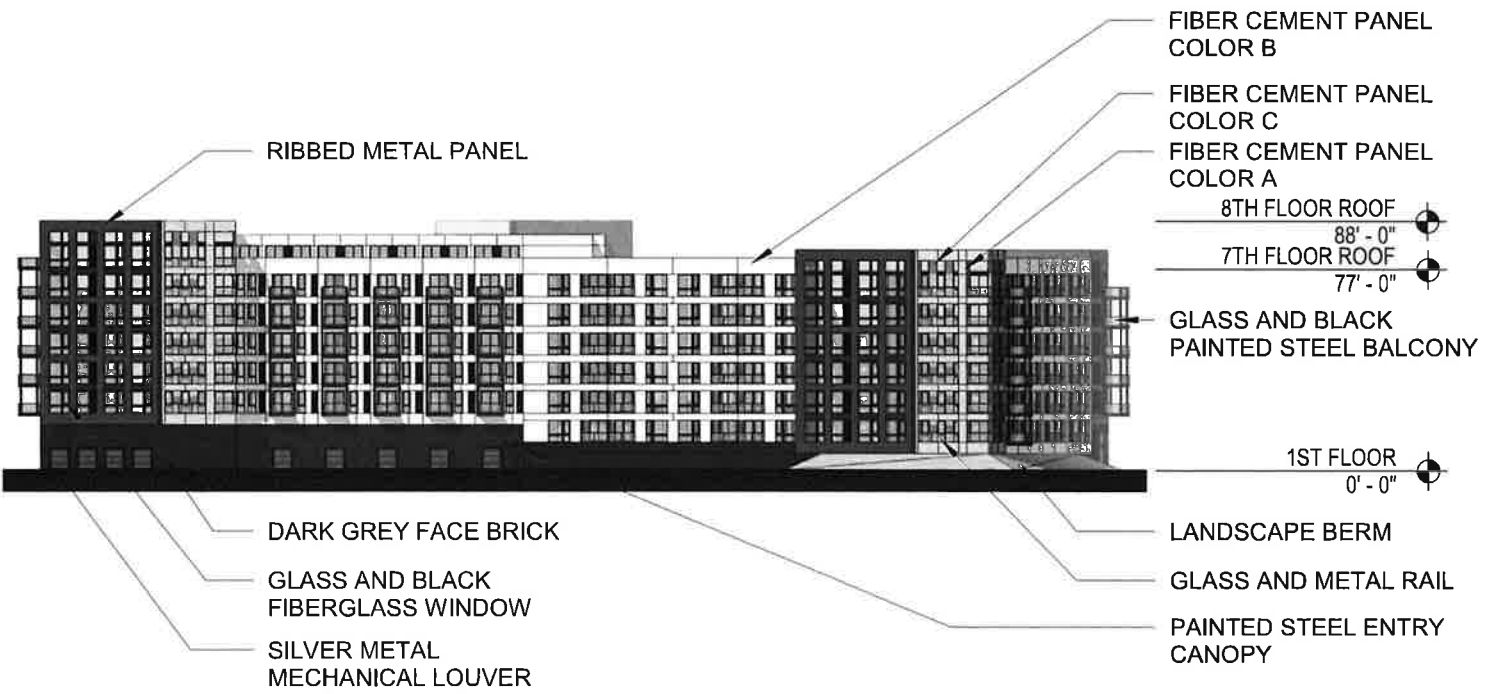 FIBER CEMENT PANEL
COLOR B
FIBER CEMENT PANEL
COLOR C
FIBER CEMENT PANEL
COLOR A
RIBBED METAL PANEL
8TH FLOOR ROOF
88' - 0"
7TH FLOOR ROOF
77' - 0"
GLASS AND BLACK
PAINTED STEEL BALCONY
1ST FLOOR
0' - 0"
DARK GREY FACE BRICK
GLASS AND BLACK
FIBERGLASS WINDOW
SILVER METAL
MECHANICAL LOUVER
LANDSCAPE BERM
GLASS AND METAL RAIL
PAINTED STEEL ENTRY
CANOPY